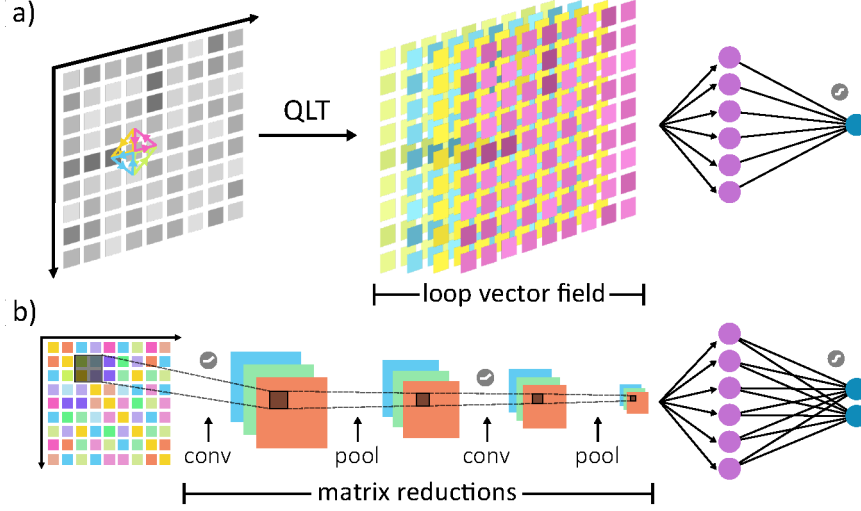 a)
QLT
loop vector field
b)
conv
pool
conv
pool
matrix reductions